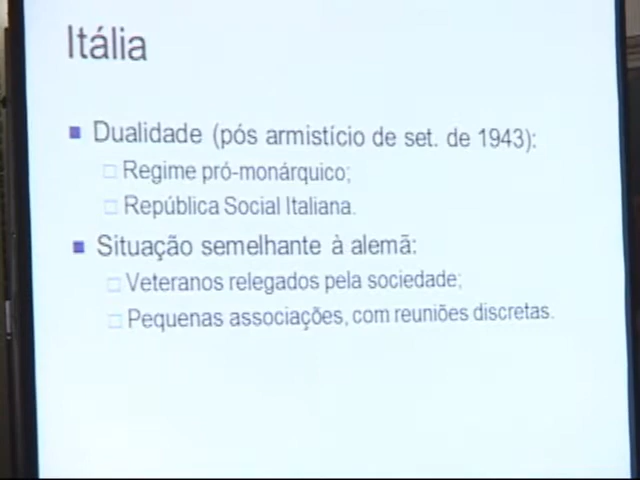 Itália
Dualidade (pós armistício de set. de 1943):
Regime pró-monárquico;
República Social Italiana.
Situação semelhante à alemã:
Veteranos relegados pela sociedade;
Pequenas associações, com reuniões discretas.